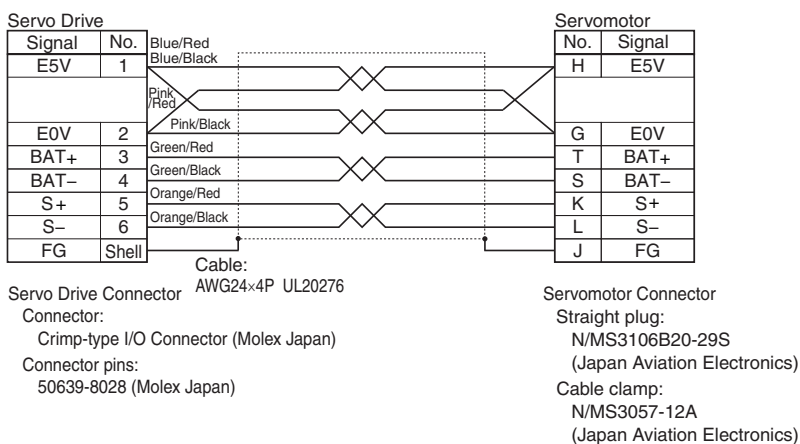 Servo Drive
Servomotor
Signal No.
No. Signal
Blue/Red
Blue/Black
E5V 1
H E5V
Pink
/Red
Pink/Black
E0V 2
G E0V
Green/Red
BAT+ 3
T BAT+
Green/Black
BAT− 4
S BAT−
Orange/Red
S+ 5
K S+
Orange/Black
S− 6
L S−
FG Shell
J FG
Cable:
AWG24×4P UL20276
Servo Drive Connector
Connector:
Crimp-type I/O Connector (Molex Japan)
Connector pins:
50639-8028 (Molex Japan)
Servomotor Connector
Straight plug:
N/MS3106B20-29S
(Japan Aviation Electronics)
Cable clamp:
N/MS3057-12A
(Japan Aviation Electronics)